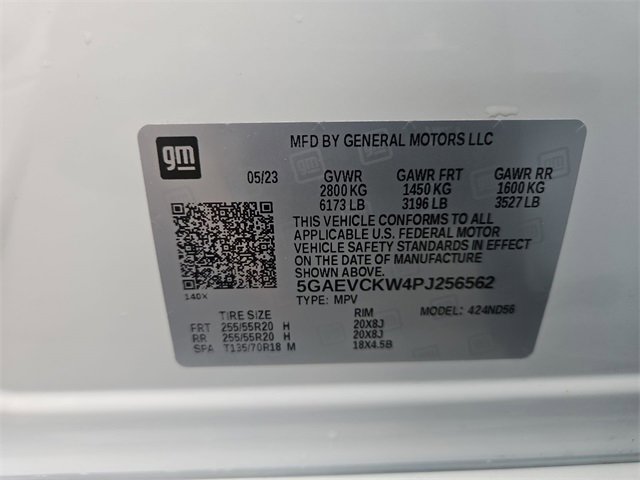 gm
MFD BY GENERAL MOTORS LLC
05/23 GVWR GAWR FRT GAWR RR
2800 KG 1450 KG 1600 KG
6173 LB 3196 LB 3527 LB
THIS VEHICLE CONFORMS TO ALL
APPLICABLE U.S. FEDERAL MOTOR
VEHICLE SAFETY STANDARDS IN EFFECT
ON THE DATE OF MANUFACTURE
SHOWN ABOVE.
5GAEVCKW4PJ256562
140X
TYPE: MPV MODEL: 424ND56
TIRE SIZE RIM
FRT 255/55R20 H 20X8J
RR 255/55R20 H 20X8J
SPA T135/70R18 M 18X4.5B